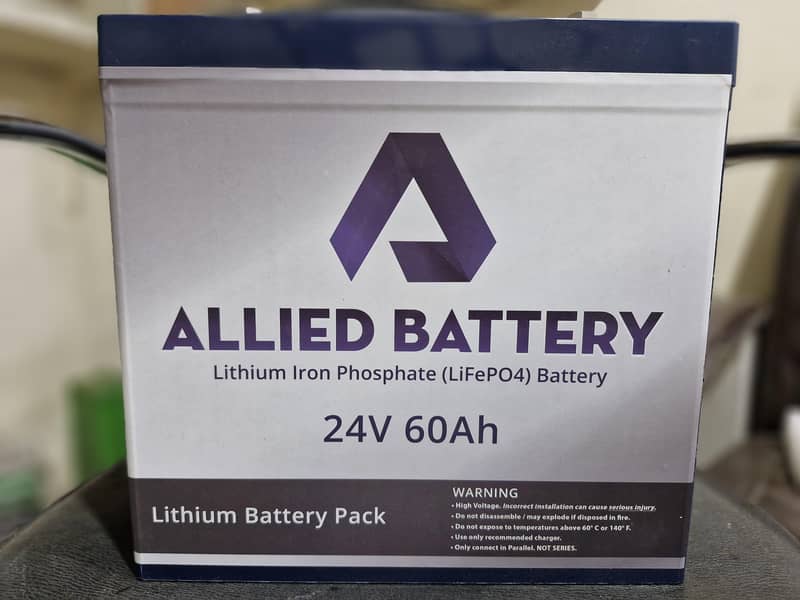 ALLIED BATTERY
Lithium Iron Phosphate (LiFePO4) Battery
24V 60Ah
Lithium Battery Pack
WARNING
• High Voltage. Incorrect installation can cause serious injury.
• Do not disassemble / may explode if disposed in fire.
• Do not expose to temperatures above 60° C or 140° F.
• Use only recommended charger.
• Only connect in Parallel, NOT SERIES.